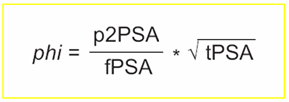 phi = p2PSA / fPSA * √ tPSA